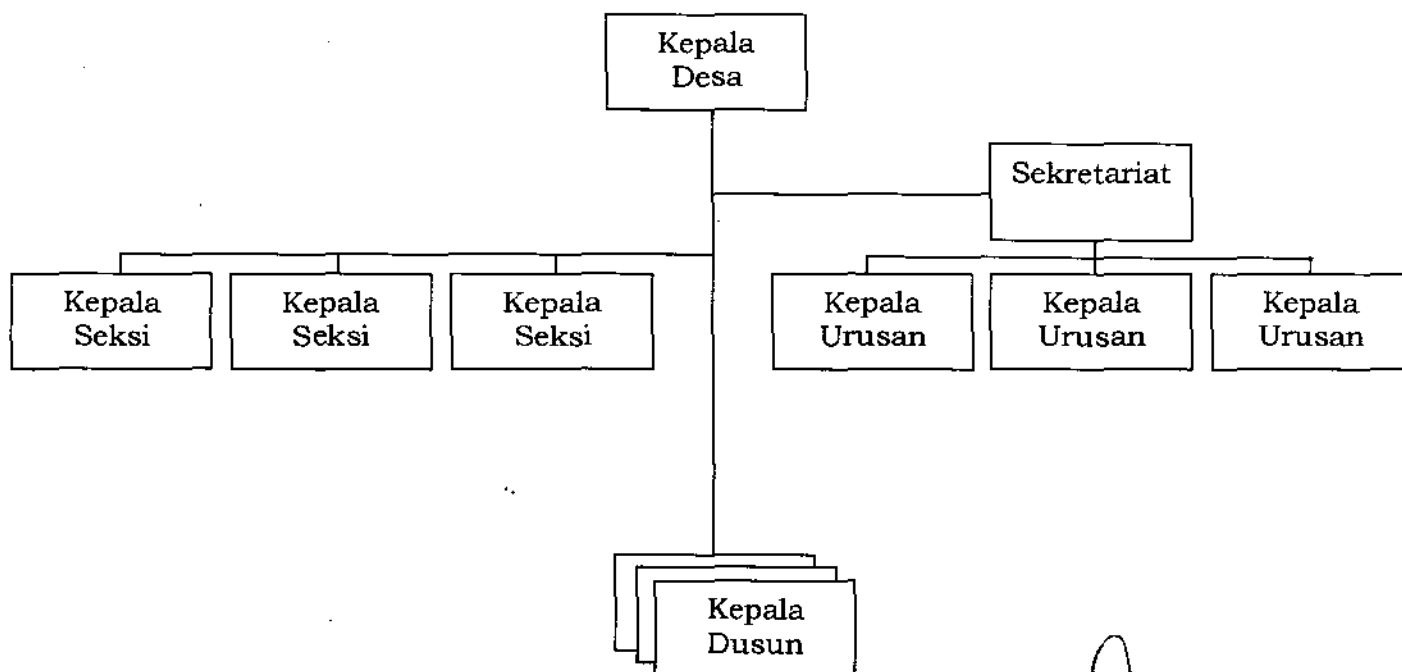 Kepala
Desa
Sekretariat
Kepala
Seksi
Kepala
Seksi
Kepala
Seksi
Kepala
Urusan
Kepala
Urusan
Kepala
Urusan
Kepala
Dusun